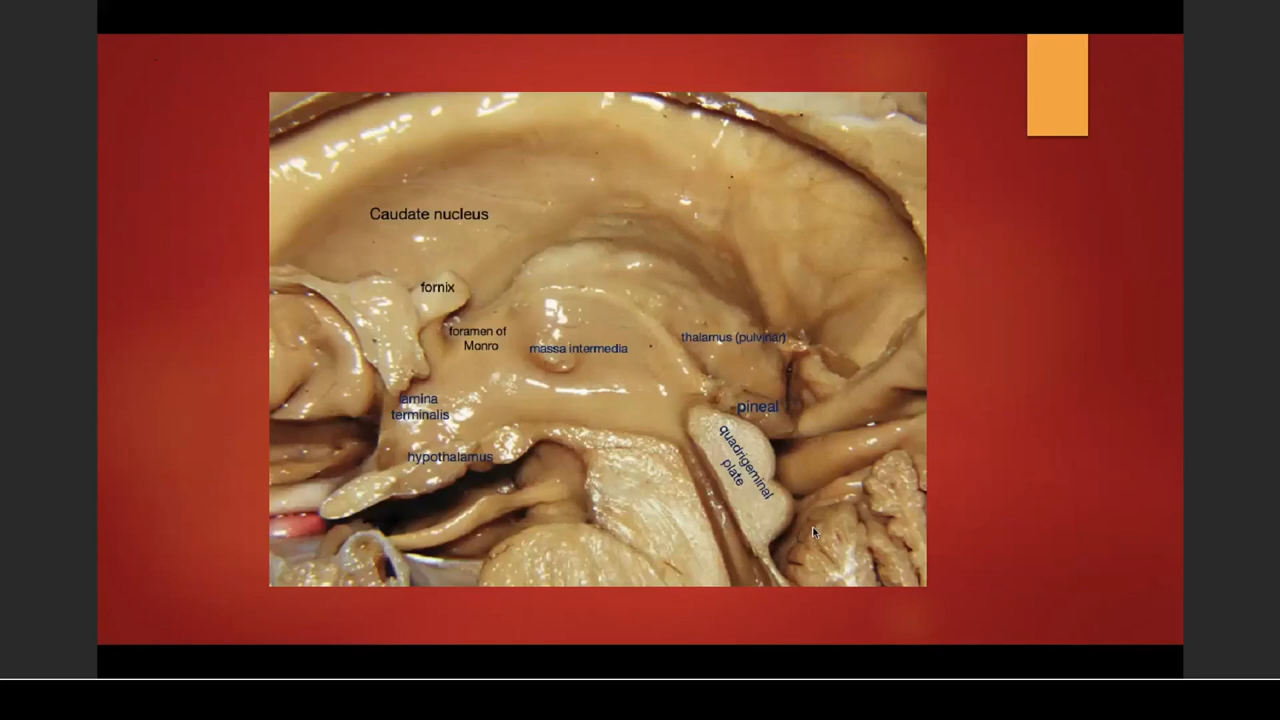 Caudate nucleus
fornix
foramen of
Monro
massa intermedia
thalamus (pulvinar)
lamina
terminalis
pineal
quadrigeminal
plate
hypothalamus